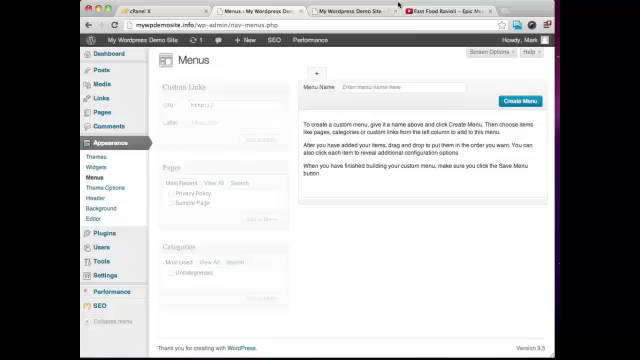 cPanel X
Menus ‹ My Wordpress Demo
My Wordpress Demo Site
Fast Food Ravioli – Epic Me
mywpdemosite.info/wp-admin/nav-menus.php
My Wordpress Demo Site 1 + New SEO Performance Howdy, Mark
Menus
Screen Options Help
Dashboard
Posts
Media
Links
Pages
Comments
Appearance
Themes
Widgets
Menus
Theme Options
Header
Background
Editor
Plugins
Users
Tools
Settings
Performance
SEO
Collapse menu
Custom Links
URL http://
Label Menu Item
Add to Menu
Pages
Most Recent View All Search
Privacy Policy
Sample Page
Add to Menu
Categories
Most Used View All Search
Uncategorized
Add to Menu
+
Menu Name Enter menu name here
Create Menu
To create a custom menu, give it a name above and click Create Menu. Then choose items
like pages, categories or custom links from the left column to add to this menu.
After you have added your items, drag and drop to put them in the order you want. You can
also click each item to reveal additional configuration options.
When you have finished building your custom menu, make sure you click the Save Menu
button.
Thank you for creating with WordPress.
Version 3.5